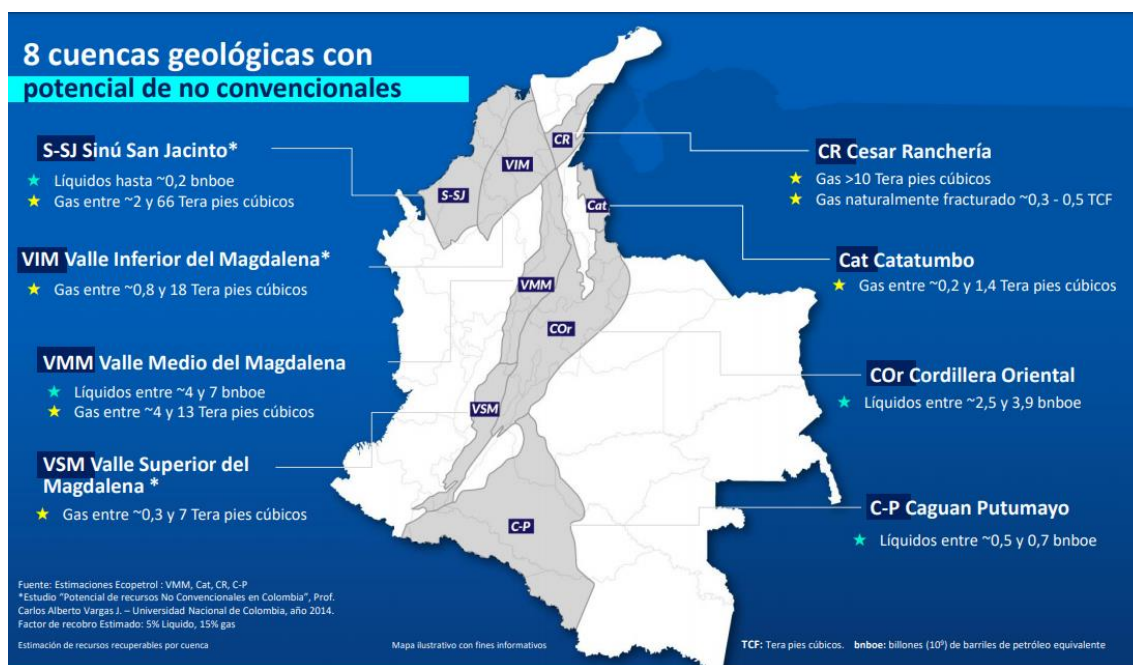 8 cuencas geológicas con
potencial de no convencionales
S-SJ Sinú San Jacinto*
Líquidos hasta ~0,2 bnboe
Gas entre ~2 y 66 Tera pies cúbicos
VIM Valle Inferior del Magdalena*
Gas entre ~0,8 y 18 Tera pies cúbicos
VMM Valle Medio del Magdalena
Líquidos entre ~4 y 7 bnboe
Gas entre ~4 y 13 Tera pies cúbicos
VSM Valle Superior del
Magdalena *
Gas entre ~0,3 y 7 Tera pies cúbicos
CR
VIM
S-SJ
Cat
VMM
COr
VSM
C-P
CR Cesar Ranchería
Gas >10 Tera pies cúbicos
Gas naturalmente fracturado ~0,3 - 0,5 TCF
Cat Catatumbo
Gas entre ~0,2 y 1,4 Tera pies cúbicos
COr Cordillera Oriental
Líquidos entre ~2,5 y 3,9 bnboe
C-P Caguan Putumayo
Líquidos entre ~0,5 y 0,7 bnboe
Fuente: Estimaciones Ecopetrol : VMM, Cat, CR, C-P
*Estudio "Potencial de recursos No Convencionales en Colombia", Prof.
Carlos Alberto Vargas J. – Universidad Nacional de Colombia, año 2014.
Factor de recobro Estimado: 5% Liquido, 15% gas
Estimación de recursos recuperables por cuenca
Mapa ilustrativo con fines informativos
TCF: Tera pies cúbicos. bnboe: billones (10⁹) de barriles de petróleo equivalente